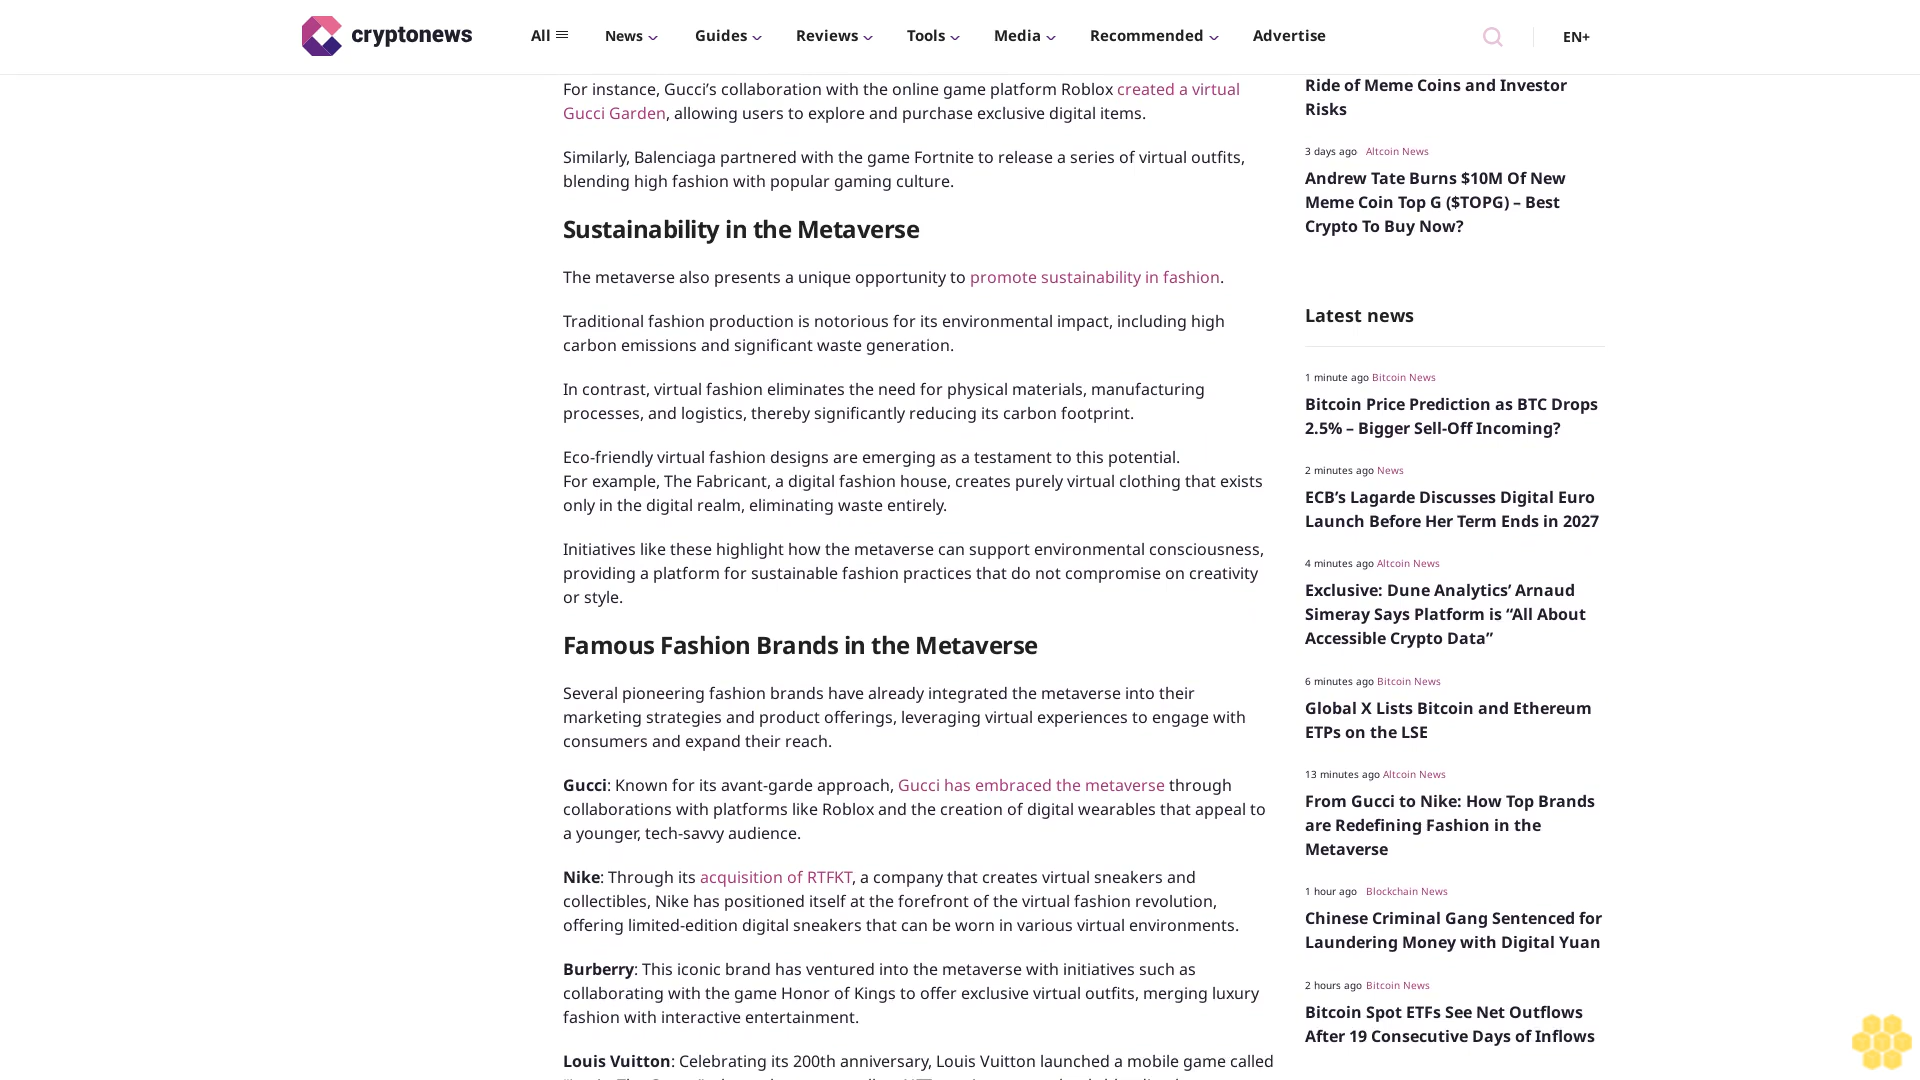 cryptonews
All
News
Guides
Reviews
Tools
Media
Recommended
Advertise
EN+
For instance, Gucci’s collaboration with the online game platform Roblox created a virtual
Gucci Garden, allowing users to explore and purchase exclusive digital items.
Similarly, Balenciaga partnered with the game Fortnite to release a series of virtual outfits,
blending high fashion with popular gaming culture.
Sustainability in the Metaverse
The metaverse also presents a unique opportunity to promote sustainability in fashion.
Traditional fashion production is notorious for its environmental impact, including high
carbon emissions and significant waste generation.
In contrast, virtual fashion eliminates the need for physical materials, manufacturing
processes, and logistics, thereby significantly reducing its carbon footprint.
Eco-friendly virtual fashion designs are emerging as a testament to this potential.
For example, The Fabricant, a digital fashion house, creates purely virtual clothing that exists
only in the digital realm, eliminating waste entirely.
Initiatives like these highlight how the metaverse can support environmental consciousness,
providing a platform for sustainable fashion practices that do not compromise on creativity
or style.
Famous Fashion Brands in the Metaverse
Several pioneering fashion brands have already integrated the metaverse into their
marketing strategies and product offerings, leveraging virtual experiences to engage with
consumers and expand their reach.
Gucci: Known for its avant-garde approach, Gucci has embraced the metaverse through
collaborations with platforms like Roblox and the creation of digital wearables that appeal to
a younger, tech-savvy audience.
Nike: Through its acquisition of RTFKT, a company that creates virtual sneakers and
collectibles, Nike has positioned itself at the forefront of the virtual fashion revolution,
offering limited-edition digital sneakers that can be worn in various virtual environments.
Burberry: This iconic brand has ventured into the metaverse with initiatives such as
collaborating with the game Honor of Kings to offer exclusive virtual outfits, merging luxury
fashion with interactive entertainment.
Louis Vuitton: Celebrating its 200th anniversary, Louis Vuitton launched a mobile game called
Ride of Meme Coins and Investor
Risks
3 days ago Altcoin News
Andrew Tate Burns $10M Of New
Meme Coin Top G ($TOPG) – Best
Crypto To Buy Now?
Latest news
1 minute ago Bitcoin News
Bitcoin Price Prediction as BTC Drops
2.5% – Bigger Sell-Off Incoming?
2 minutes ago News
ECB’s Lagarde Discusses Digital Euro
Launch Before Her Term Ends in 2027
4 minutes ago Altcoin News
Exclusive: Dune Analytics’ Arnaud
Simeray Says Platform is “All About
Accessible Crypto Data”
6 minutes ago Bitcoin News
Global X Lists Bitcoin and Ethereum
ETPs on the LSE
13 minutes ago Altcoin News
From Gucci to Nike: How Top Brands
are Redefining Fashion in the
Metaverse
1 hour ago Blockchain News
Chinese Criminal Gang Sentenced for
Laundering Money with Digital Yuan
2 hours ago Bitcoin News
Bitcoin Spot ETFs See Net Outflows
After 19 Consecutive Days of Inflows